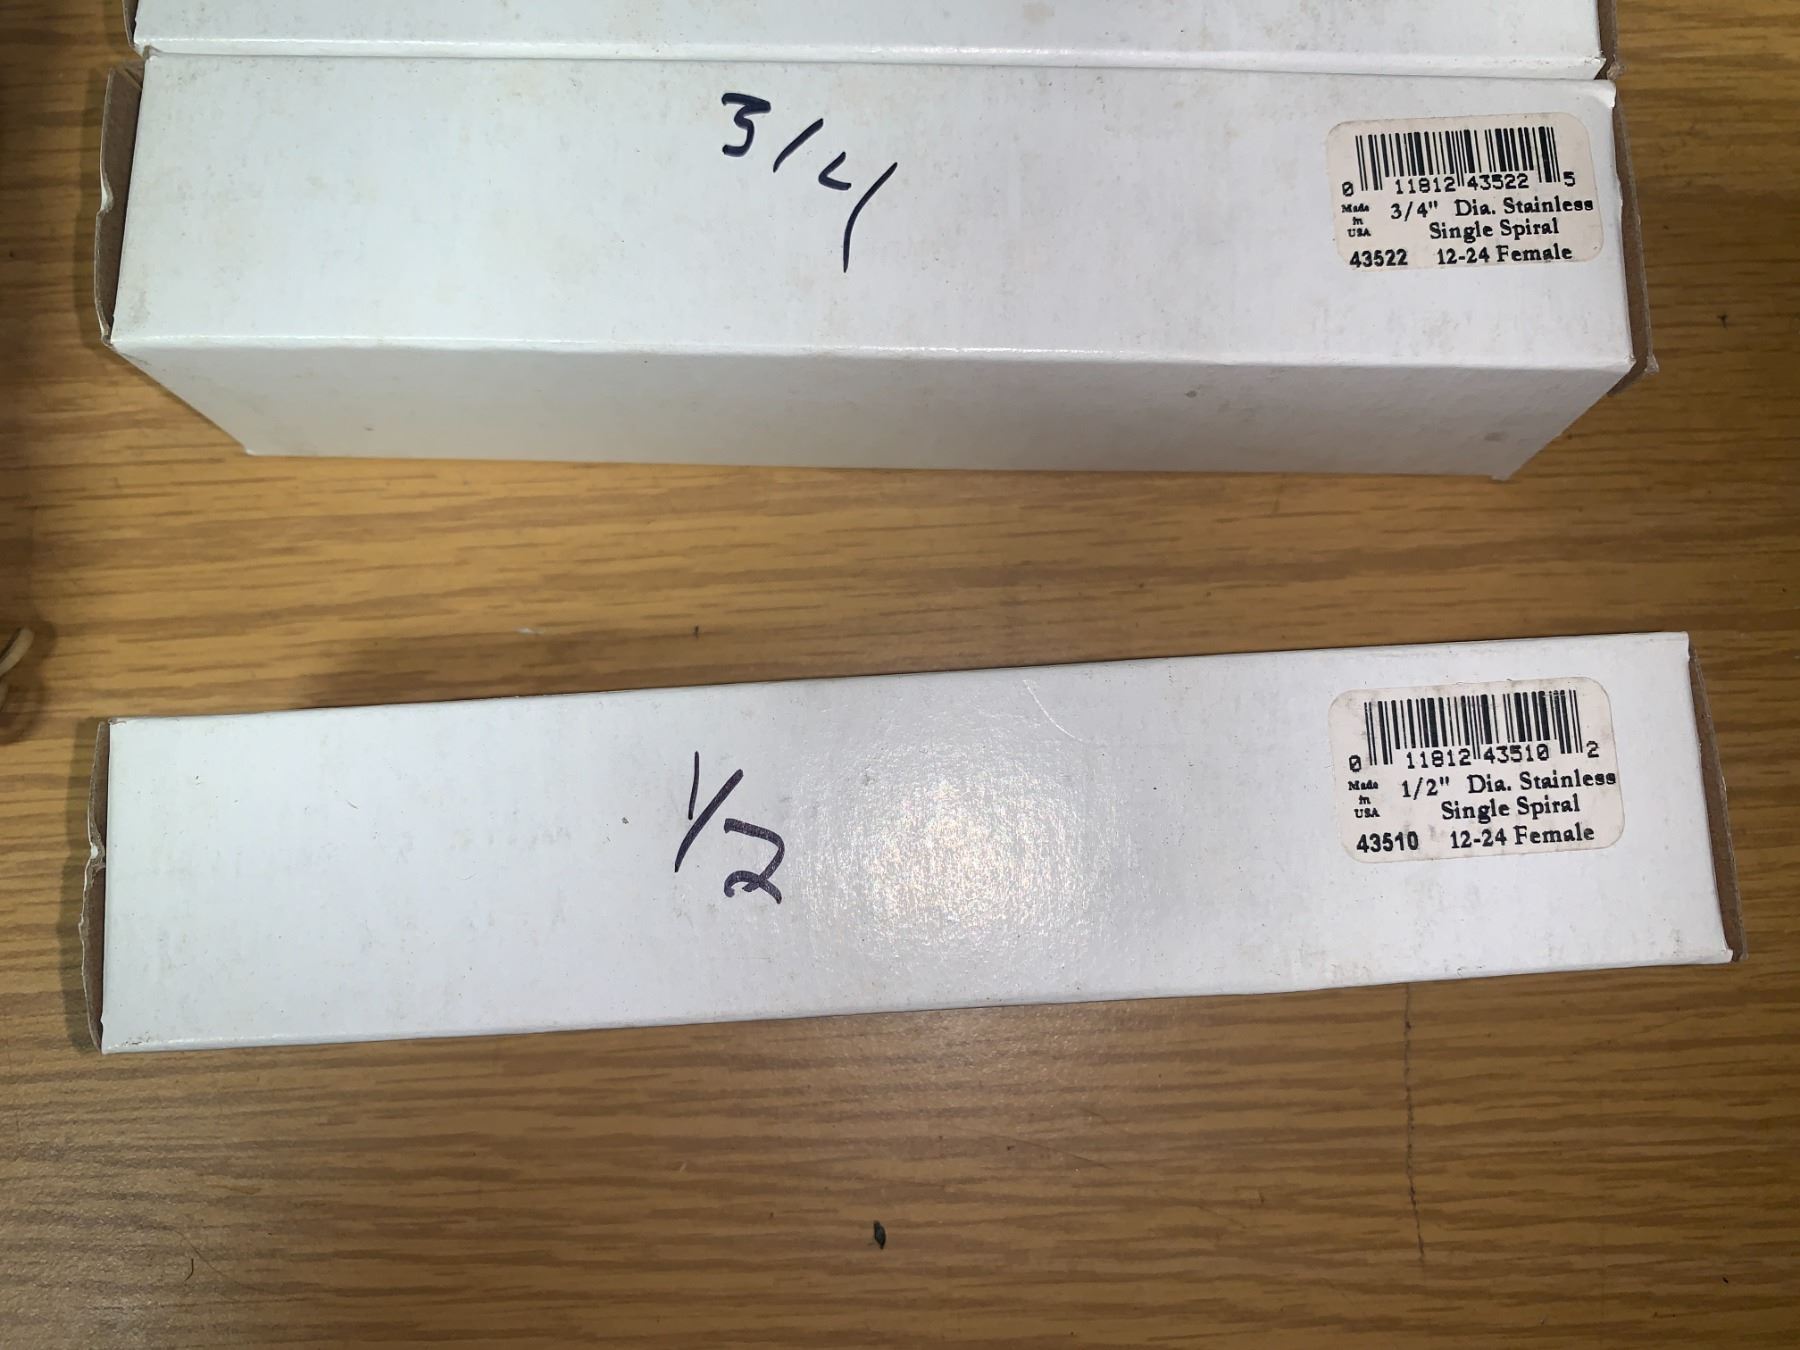 3/4
0 11812 43522 5
Made in USA
3/4" Dia. Stainless
Single Spiral
43522 12-24 Female
1/2
0 11812 43510 2
Made in USA
1/2" Dia. Stainless
Single Spiral
43510 12-24 Female